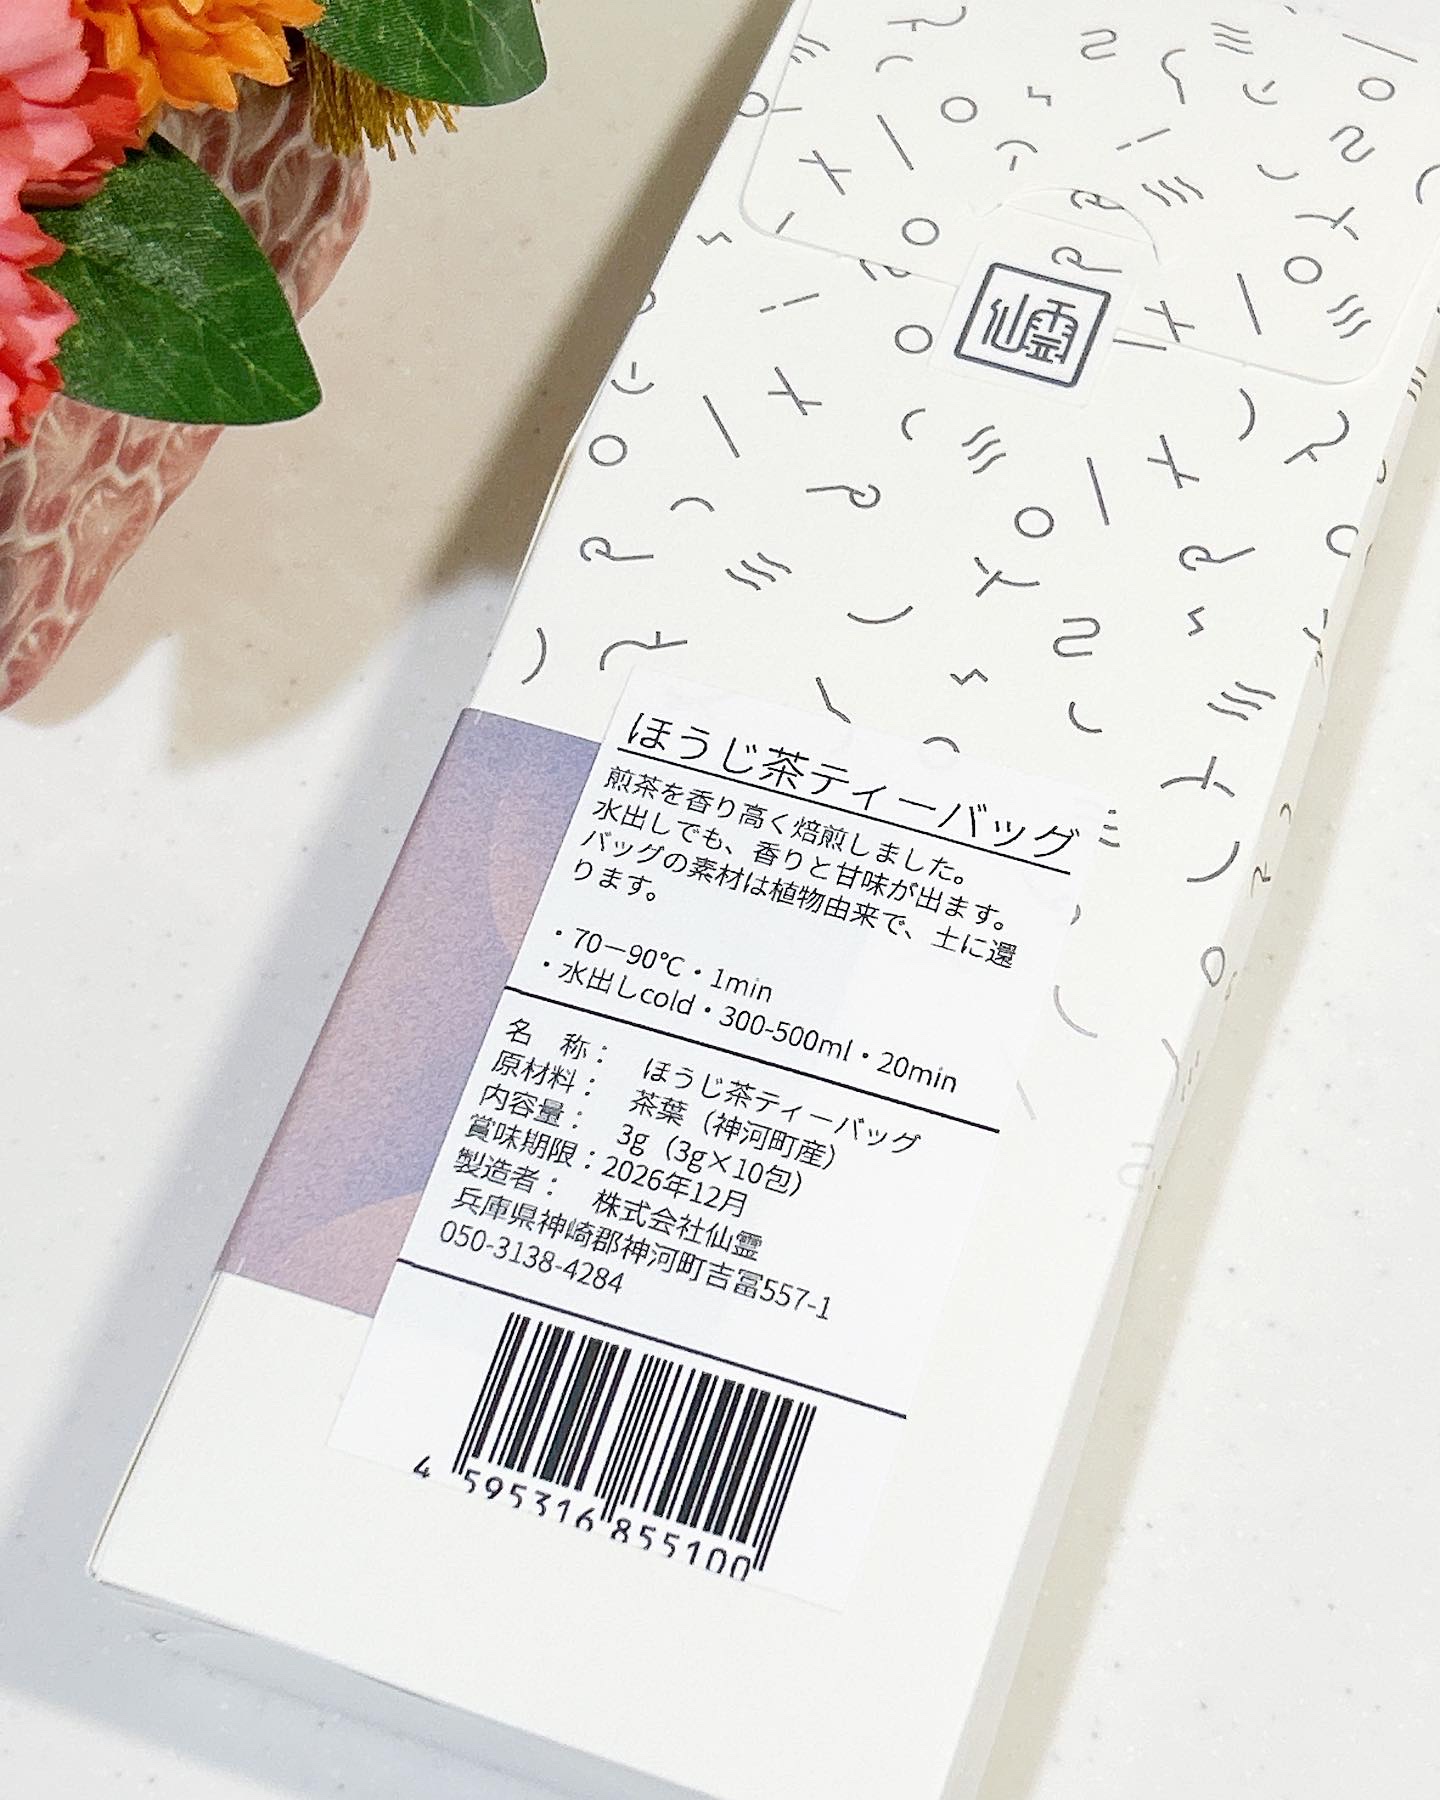 仙霊
ほうじ茶ティーバッグ
煎茶を香り高く焙煎しました。
水出しでも、香りと甘味が出ます。
バッグの素材は植物由来で、土に還
ります。
・70ー90℃・1min
・水出しcold・300-500ml・20min
名　称：　ほうじ茶ティーバッグ
原材料：　茶葉（神河町産）
内容量：　3g（3g×10包）
賞味期限：2026年12月
製造者：　株式会社仙霊
兵庫県神崎郡神河町吉冨557-1
050-3138-4284
4 595316 855100